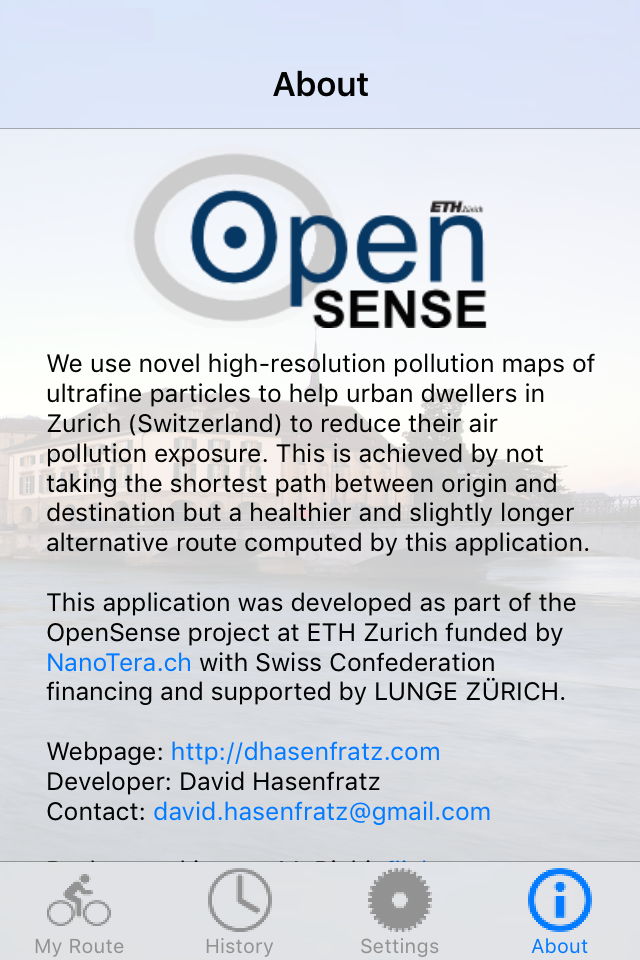 About
Open
ETH Zürich
SENSE
We use novel high-resolution pollution maps of
ultrafine particles to help urban dwellers in
Zurich (Switzerland) to reduce their air
pollution exposure. This is achieved by not
taking the shortest path between origin and
destination but a healthier and slightly longer
alternative route computed by this application.
This application was developed as part of the
OpenSense project at ETH Zurich funded by
NanoTera.ch with Swiss Confederation
financing and supported by LUNGE ZÜRICH.
Webpage: http://dhasenfratz.com
Developer: David Hasenfratz
Contact: david.hasenfratz@gmail.com
My Route
History
Settings
About